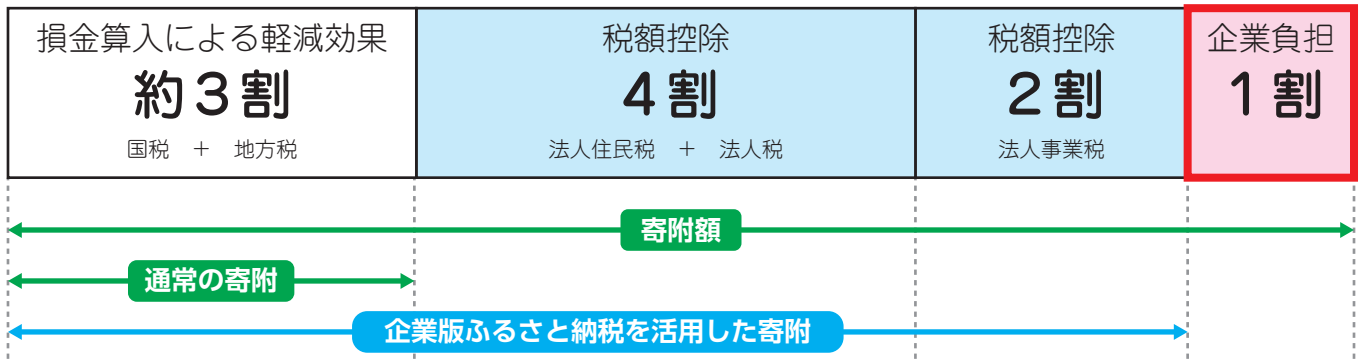 損金算入による軽減効果
約3割
国税　＋　地方税
税額控除
4割
法人住民税　＋　法人税
税額控除
2割
法人事業税
企業負担
1割
寄附額
通常の寄附
企業版ふるさと納税を活用した寄附